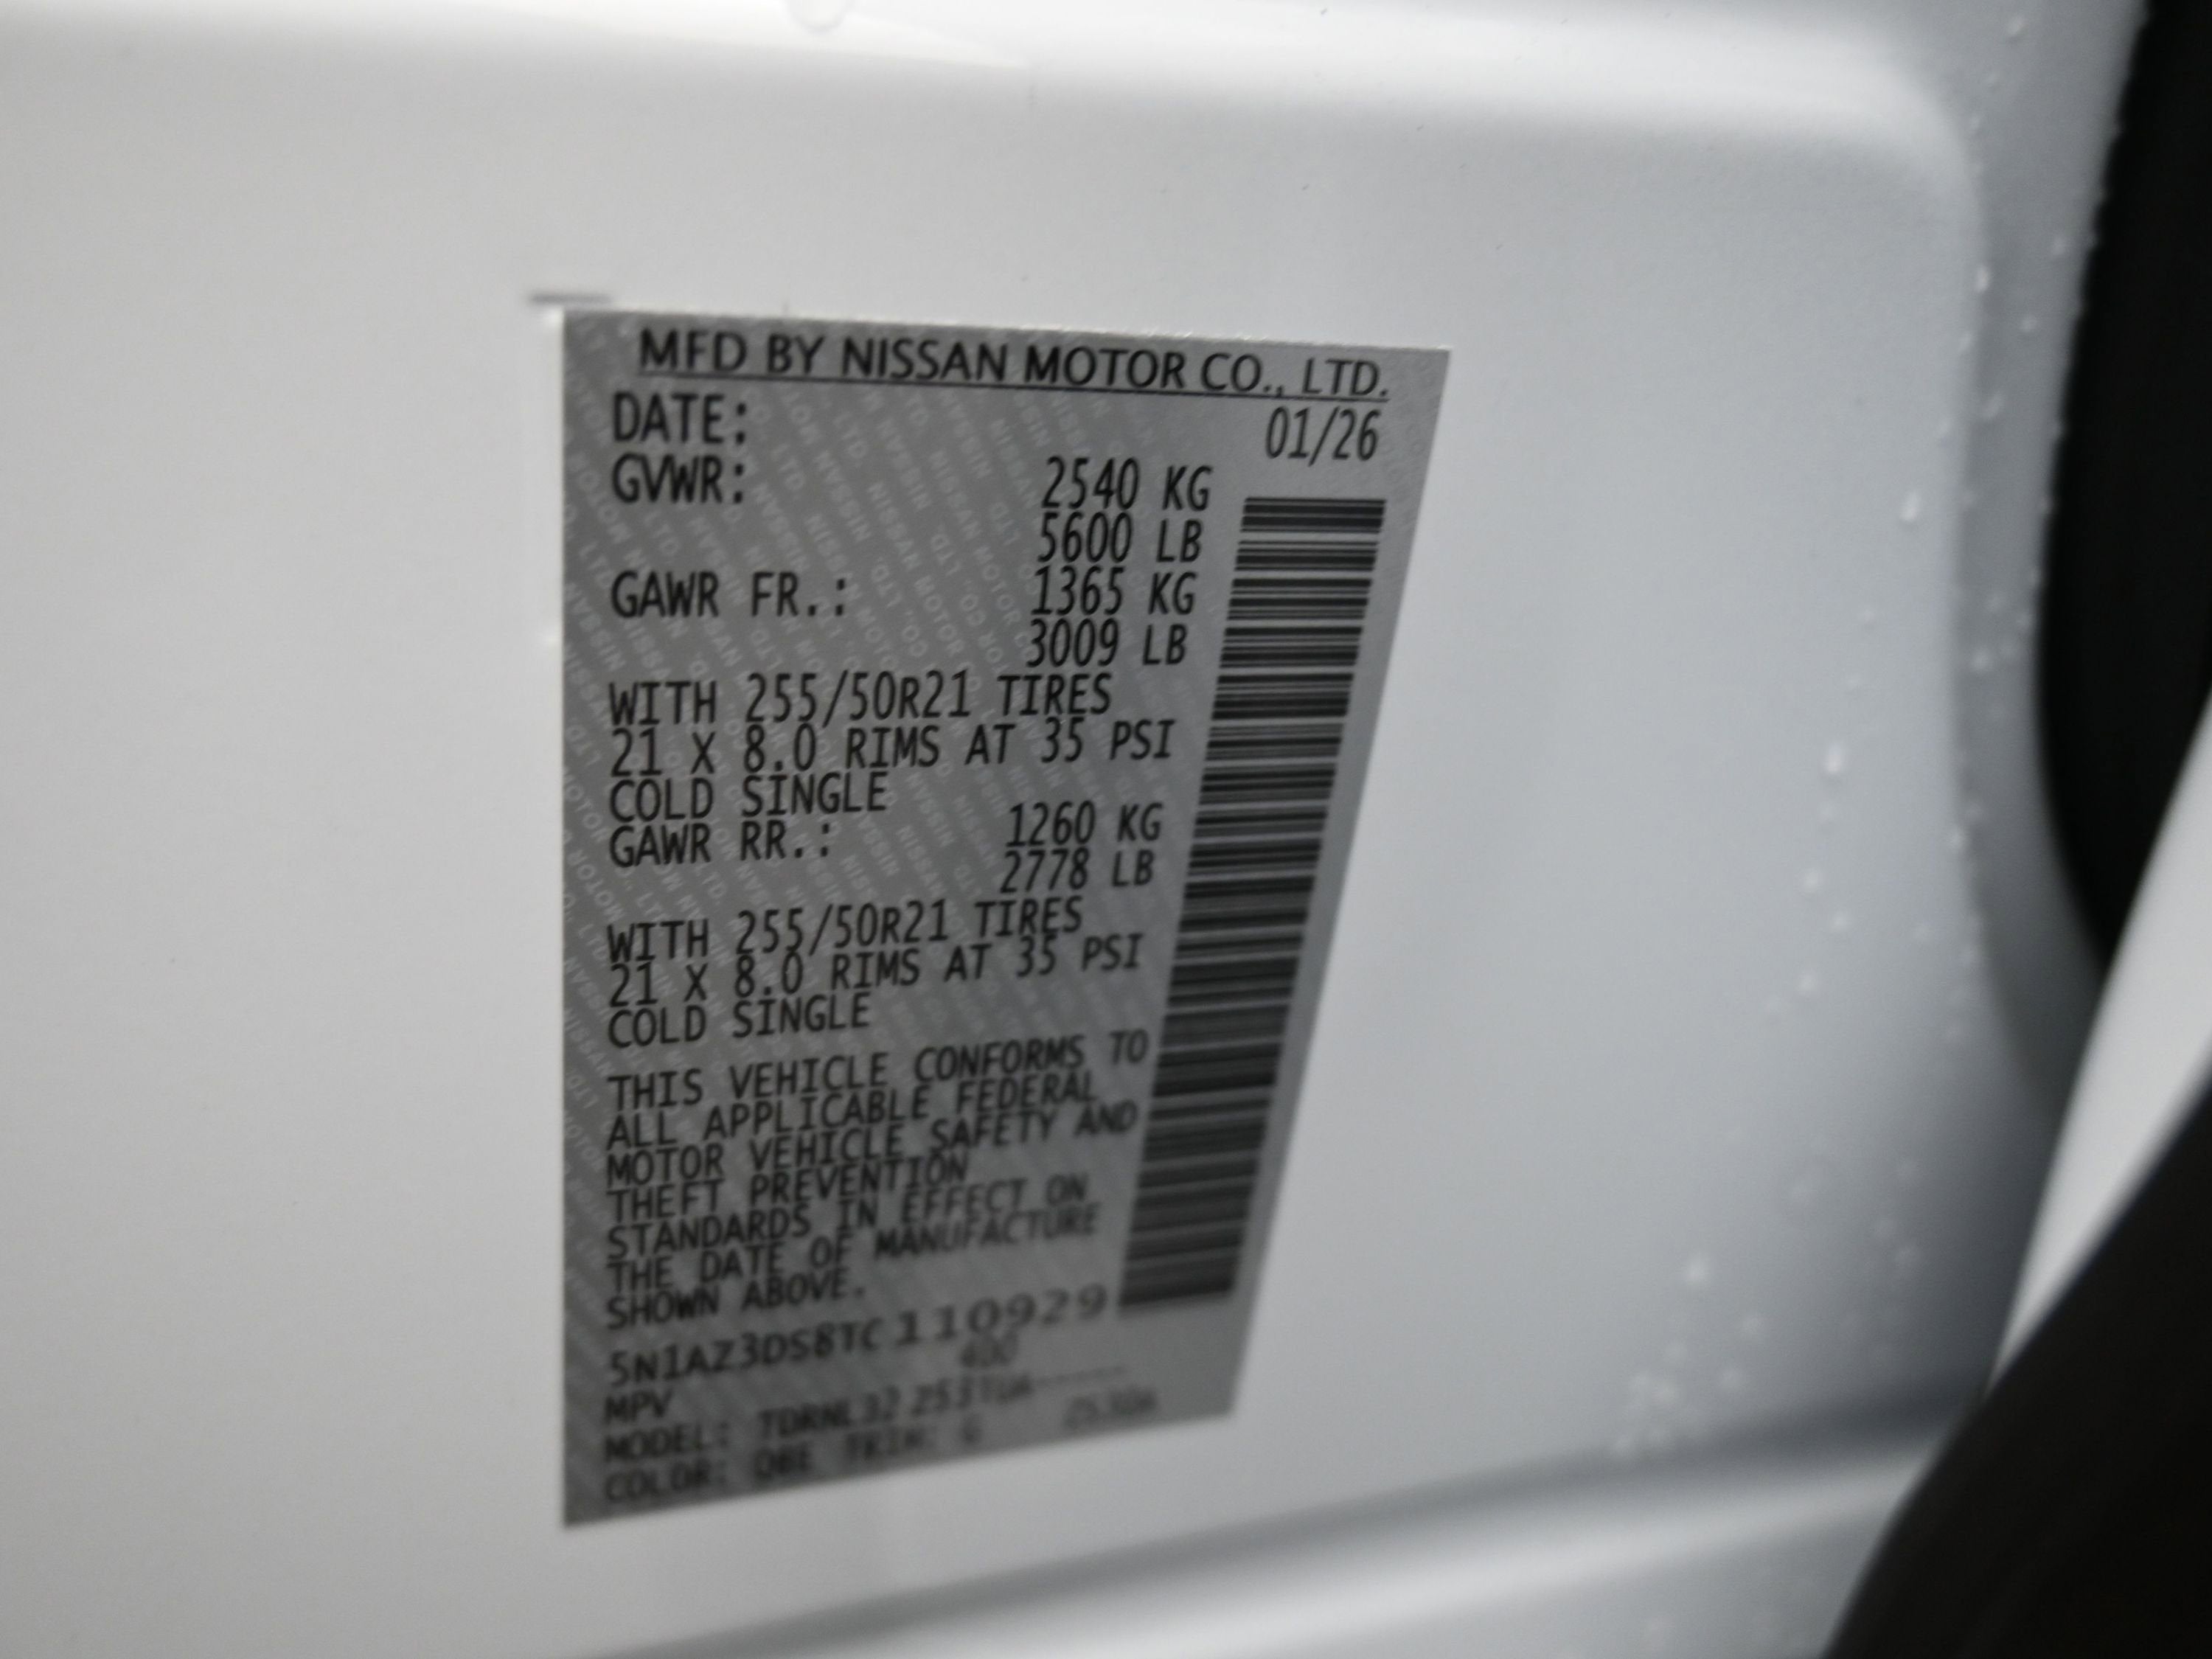 MFD BY NISSAN MOTOR CO., LTD.
DATE: 01/26
GVWR: 2540 KG
5600 LB
GAWR FR.: 1365 KG
3009 LB
WITH 255/50R21 TIRES
21 X 8.0 RIMS AT 35 PSI
COLD SINGLE
GAWR RR.: 1260 KG
2778 LB
WITH 255/50R21 TIRES
21 X 8.0 RIMS AT 35 PSI
COLD SINGLE
THIS VEHICLE CONFORMS TO
ALL APPLICABLE FEDERAL
MOTOR VEHICLE SAFETY AND
THEFT PREVENTION
STANDARDS IN EFFECT ON
THE DATE OF MANUFACTURE
SHOWN ABOVE.
5N1AZ3DS8TC110929
MPV
MODEL:
COLOR: TRIM: G